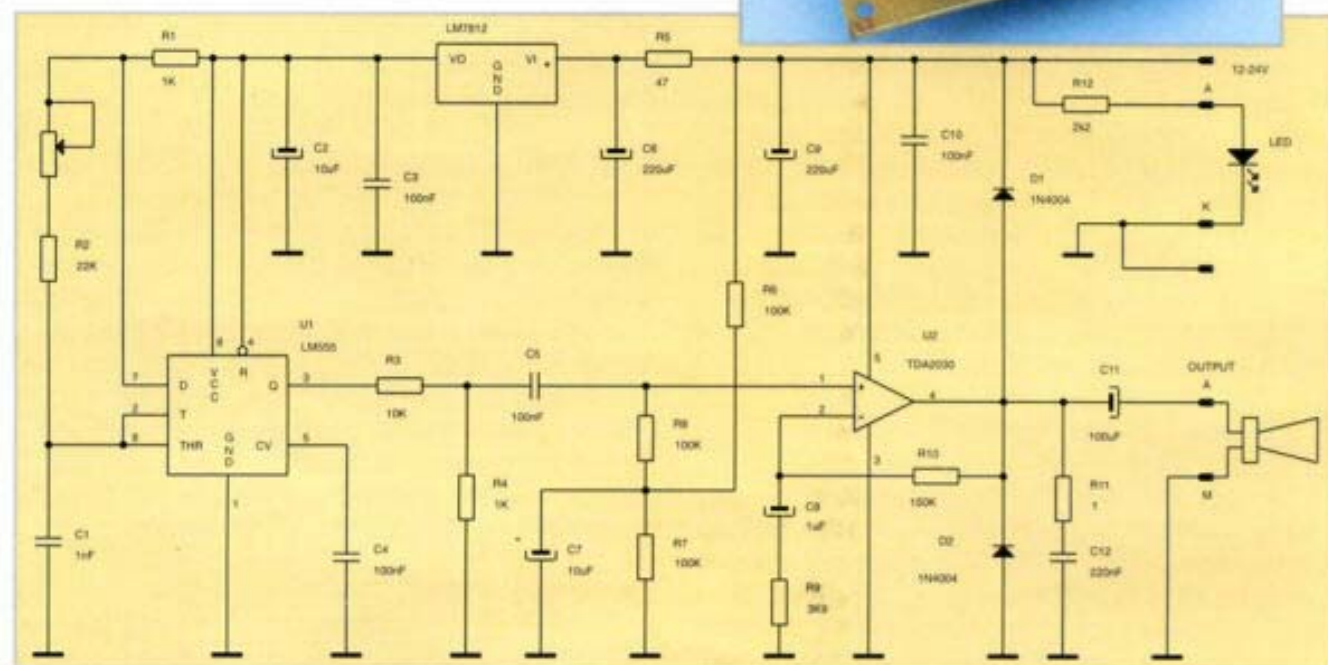 LM7812
R1
1K
VO
GND
VI
+
R5
47
12-24V
A
R12
2k2
LED
C2
10uF
C3
100nF
C6
220uF
C9
220uF
C10
100nF
D1
1N4004
K
R2
22K
R6
100K
U1
LM555
8
4
7
D
VCC
R
Q
3
2
T
6
THR
GND
CV
5
1
R3
10K
C5
100nF
R8
100K
1
+
2
-
5
U2
TDA2030
4
3
C11
100uF
OUTPUT
A
M
R4
1K
R10
150K
R11
1
C1
1nF
C4
100nF
C7
10uF
R7
100K
C8
1uF
R9
3K9
D2
1N4004
C12
220nF